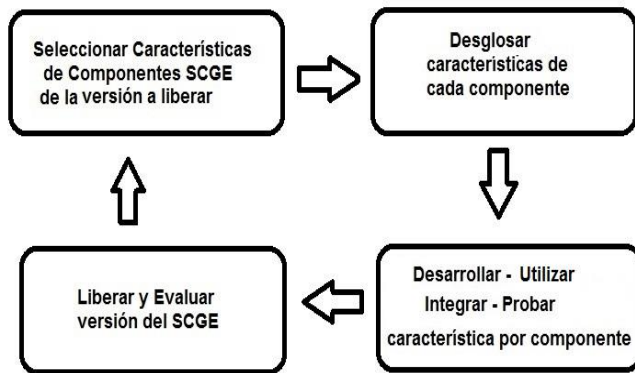 Seleccionar Características
de Componentes SCGE
de la versión a liberar
Desglosar
caracteristicas de
cada componente
Desarrollar - Utilizar
Integrar - Probar
característica por componente
Liberar y Evaluar
versión del SCGE